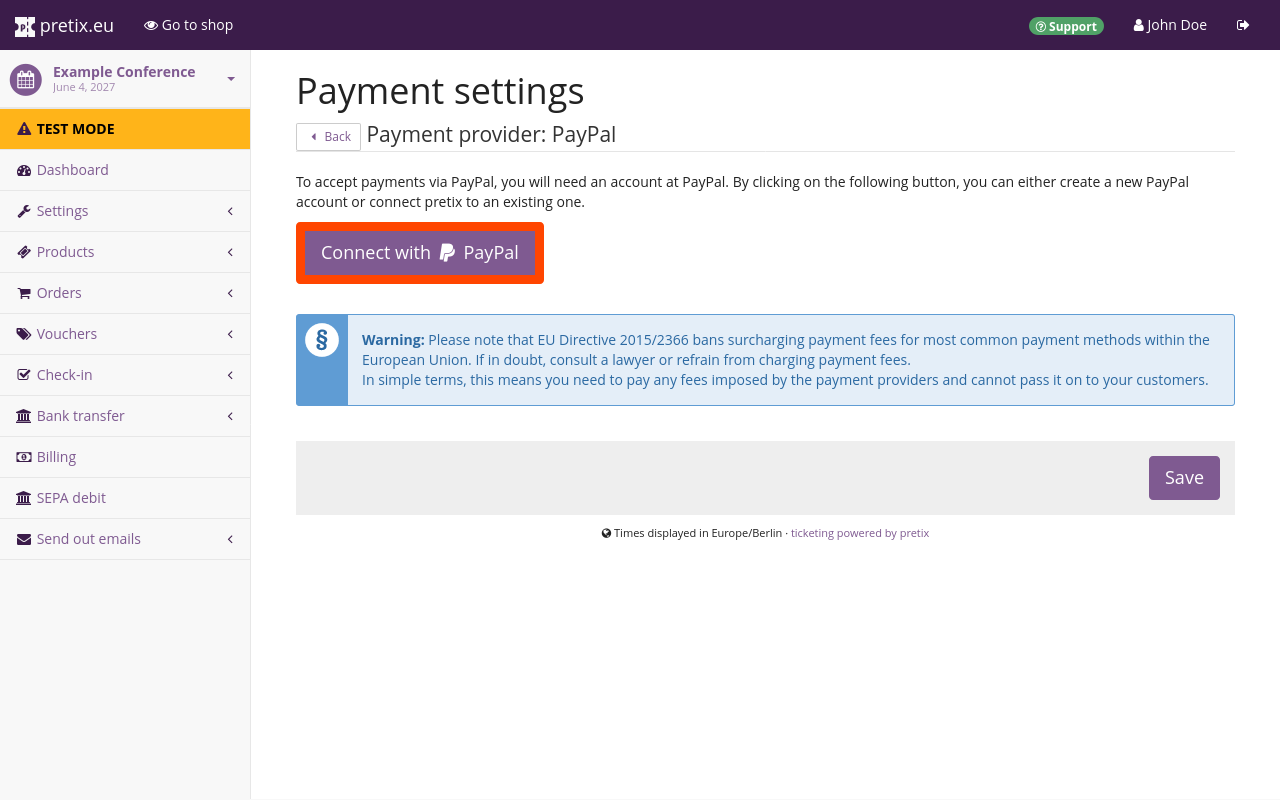 pretix.eu
Go to shop
Support
John Doe
Example Conference
June 4, 2027
TEST MODE
Dashboard
Settings
Products
Orders
Vouchers
Check-in
Bank transfer
Billing
SEPA debit
Send out emails
Payment settings
Back Payment provider: PayPal
To accept payments via PayPal, you will need an account at PayPal. By clicking on the following button, you can either create a new PayPal
account or connect pretix to an existing one.
Connect with PayPal
§
Warning: Please note that EU Directive 2015/2366 bans surcharging payment fees for most common payment methods within the
European Union. If in doubt, consult a lawyer or refrain from charging payment fees.
In simple terms, this means you need to pay any fees imposed by the payment providers and cannot pass it on to your customers.
Save
Times displayed in Europe/Berlin · ticketing powered by pretix